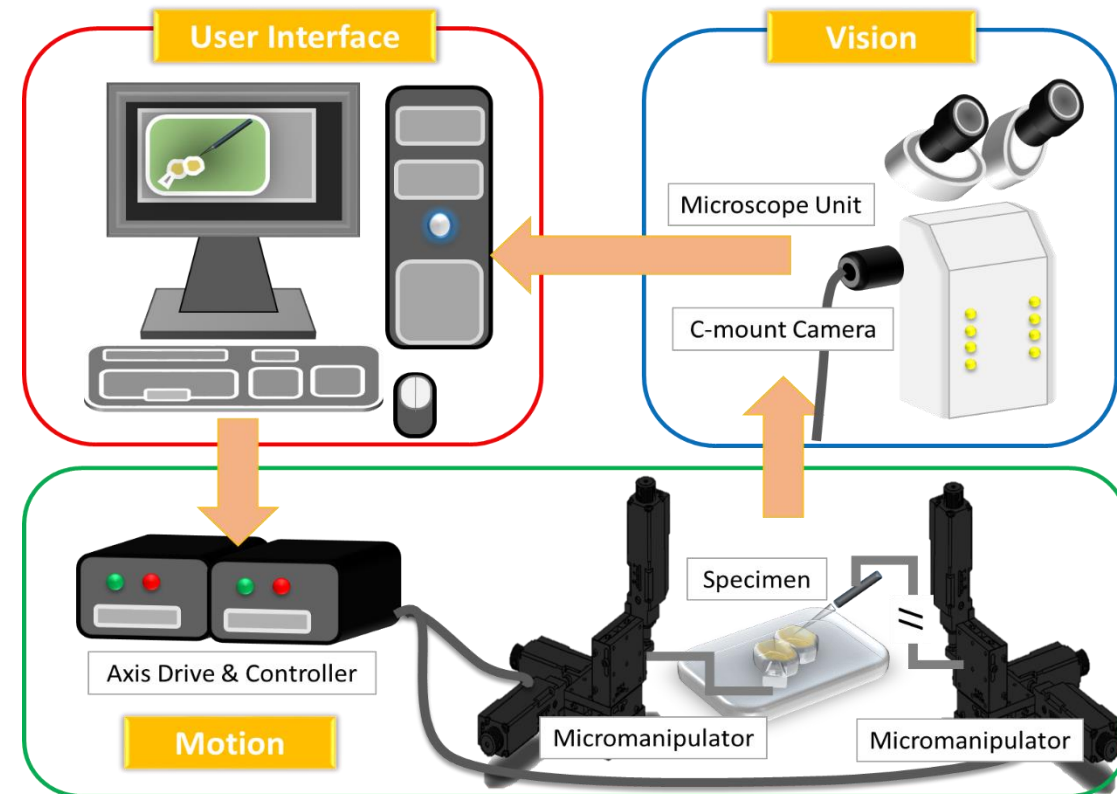 User Interface
Vision
Microscope Unit
C-mount Camera
Specimen
Axis Drive & Controller
Micromanipulator
Micromanipulator
Motion